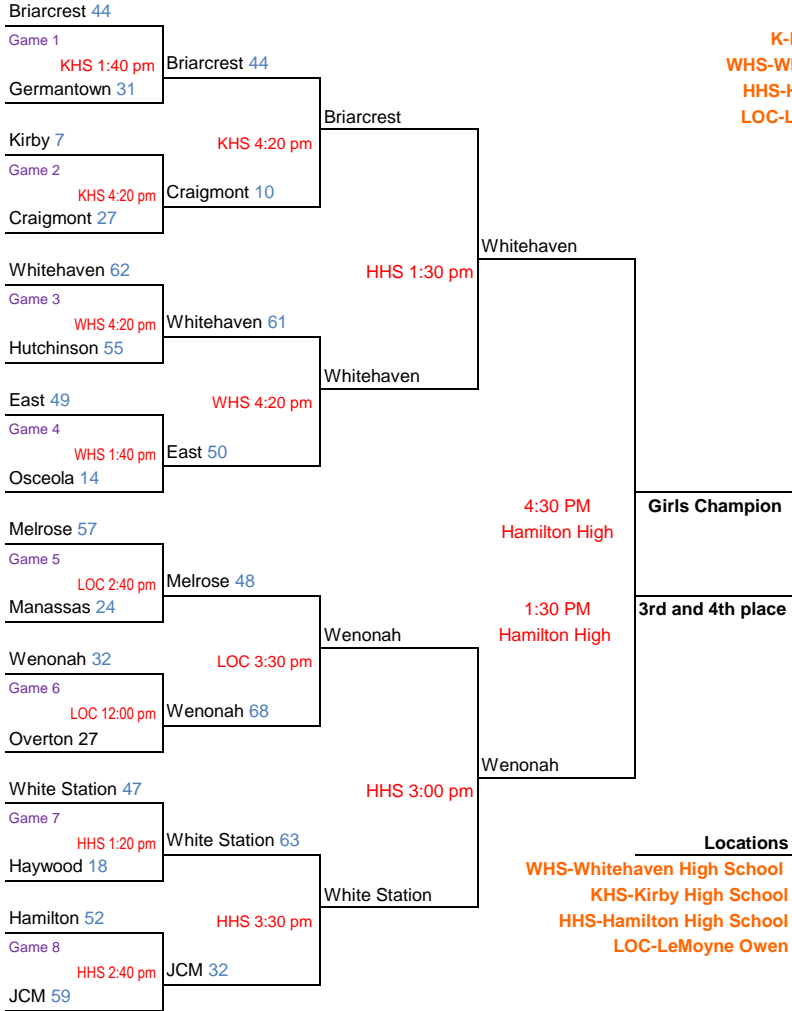 Briarcrest 44
Game 1
KHS 1:40 pm
Germantown 31
Briarcrest 44
Kirby 7
KHS 4:20 pm
Game 2
KHS 4:20 pm
Craigmont 27
Craigmont 10
Briarcrest
Whitehaven 62
Game 3
WHS 4:20 pm
Hutchinson 55
Whitehaven 61
HHS 1:30 pm
Whitehaven
East 49
WHS 4:20 pm
Game 4
WHS 1:40 pm
Osceola 14
East 50
Whitehaven
Melrose 57
Game 5
LOC 2:40 pm
Manassas 24
Melrose 48
4:30 PM
Hamilton High
Girls Champion
1:30 PM
Hamilton High
3rd and 4th place
Wenonah
Wenonah 32
LOC 3:30 pm
Game 6
LOC 12:00 pm
Overton 27
Wenonah 68
Wenonah
White Station 47
HHS 3:00 pm
Game 7
HHS 1:20 pm
Haywood 18
White Station 63
White Station
Hamilton 52
HHS 3:30 pm
Game 8
HHS 2:40 pm
JCM 59
JCM 32
Locations
WHS-Whitehaven High School
KHS-Kirby High School
HHS-Hamilton High School
LOC-LeMoyne Owen